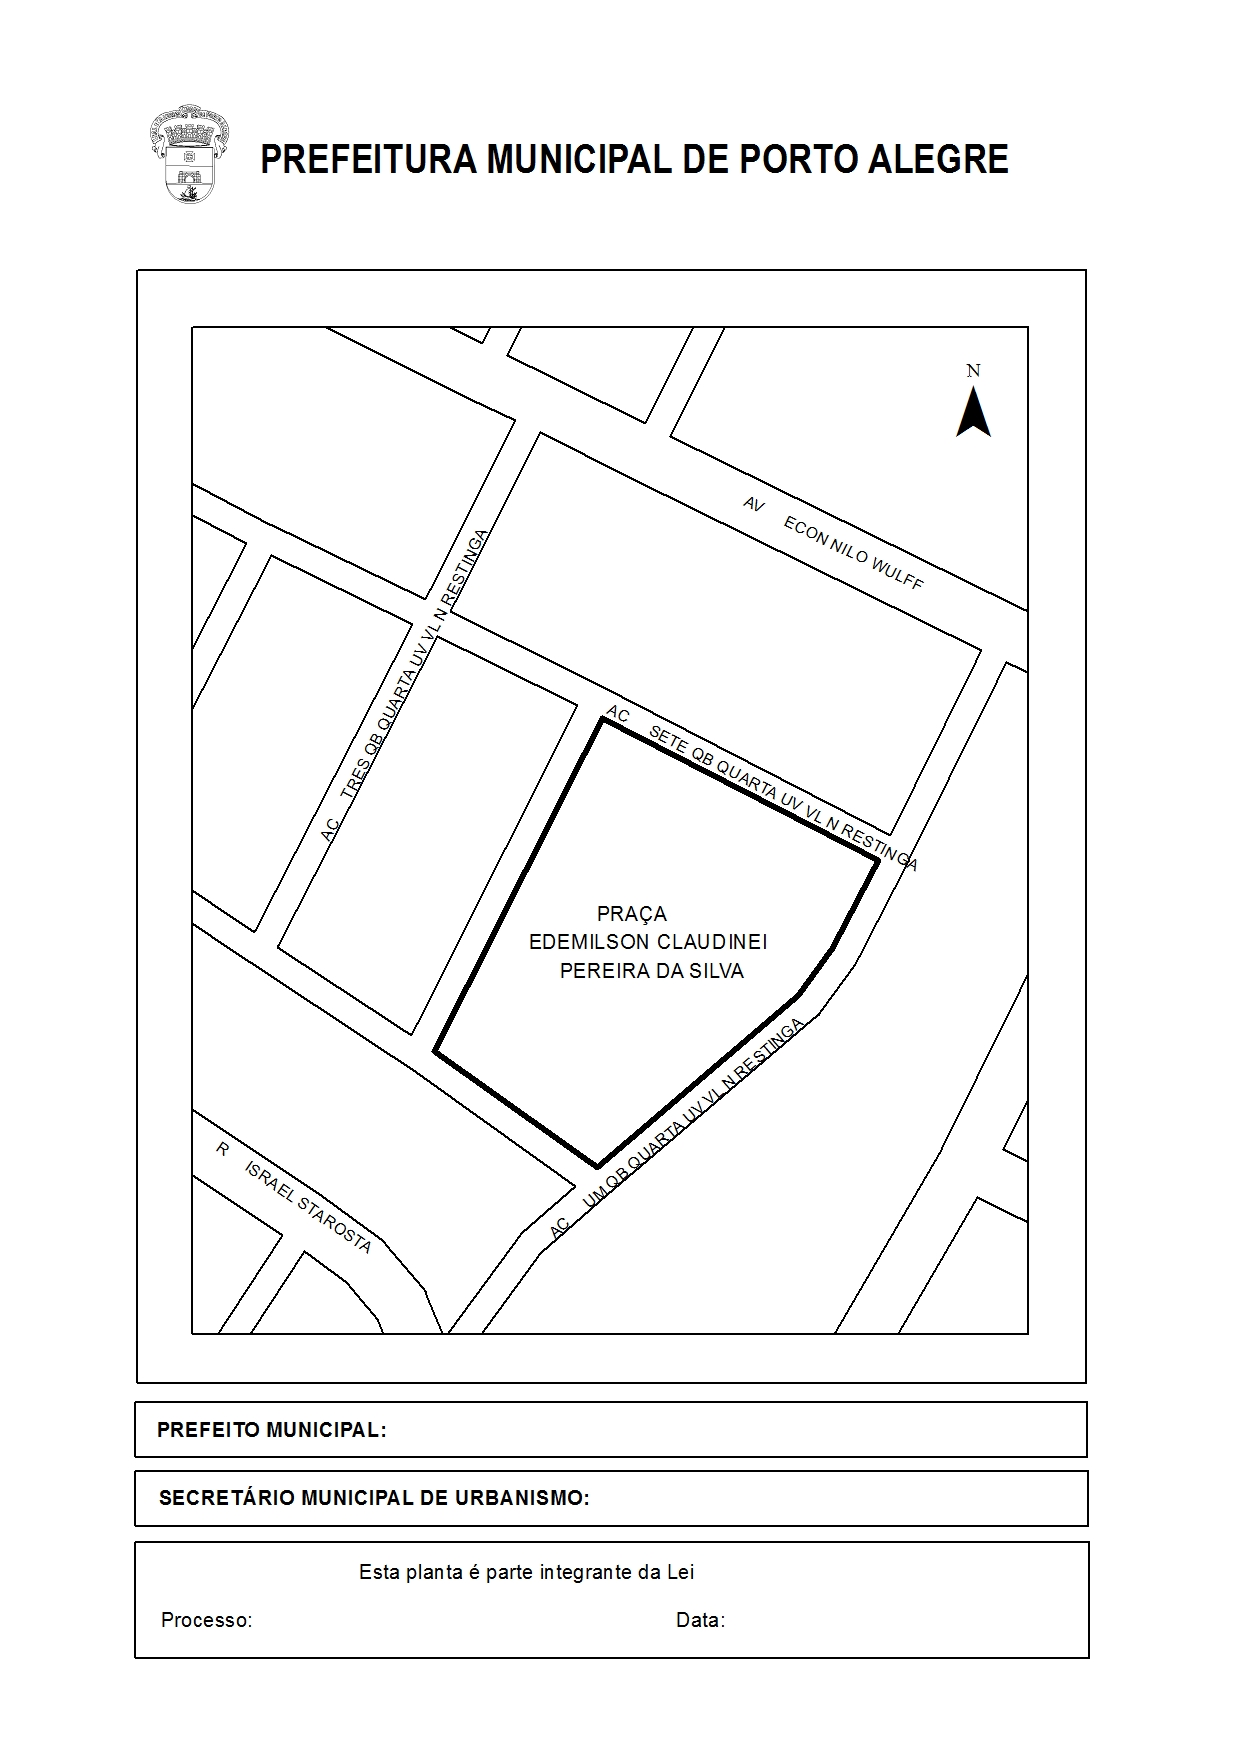 PREFEITURA MUNICIPAL DE PORTO ALEGRE
N
AV ECON NILO WULFF
AC TRES QB QUARTA UV VL N RESTINGA
AC SETE QB QUARTA UV VL N RESTINGA
PRAÇA
EDEMILSON CLAUDINEI
PEREIRA DA SILVA
AC UM QB QUARTA UV VL N RESTINGA
R ISRAEL STAROSTA
PREFEITO MUNICIPAL:
SECRETÁRIO MUNICIPAL DE URBANISMO:
Esta planta é parte integrante da Lei
Processo: Data: